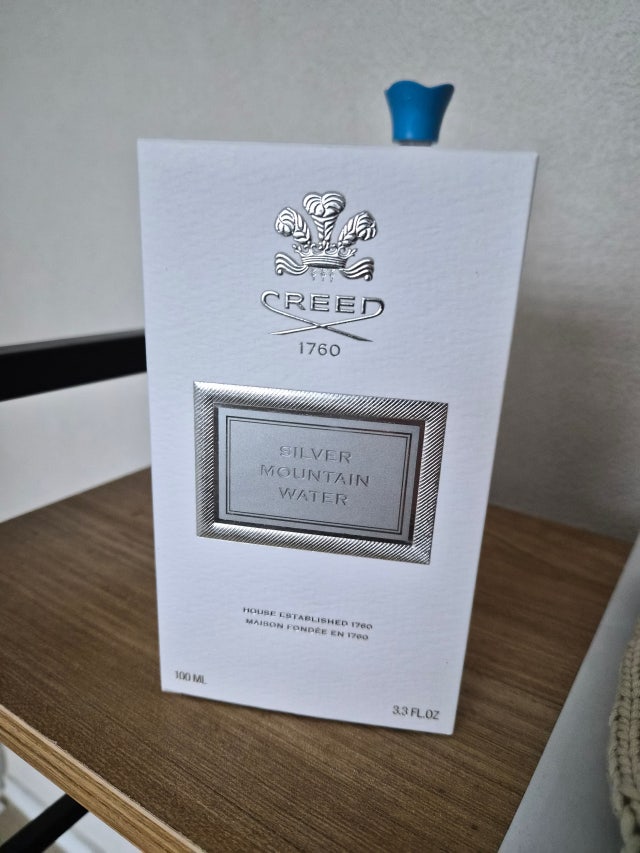 CREED
1760
SILVER
MOUNTAIN
WATER
HOUSE ESTABLISHED 1760
MAISON FONDÉE EN 1760
100 ML
3.3 FL.OZ